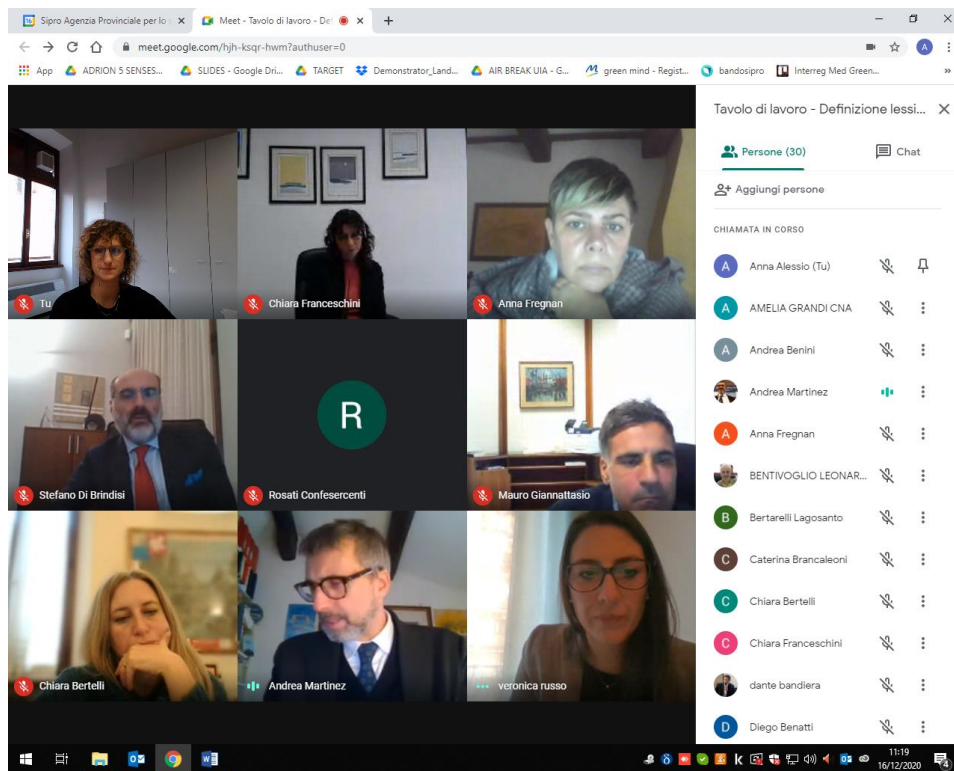 Sipro Agenzia Provinciale per lo s
Meet - Tavolo di lavoro - Def
meet.google.com/hjh-ksqr-hwm?authuser=0
App
ADRION 5 SENSES...
SLIDES - Google Dri...
TARGET
Demonstrator_Land...
AIR BREAK UIA - G...
green mind - Regist...
bandosipro
Interreg Med Green...
»
A
Tavolo di lavoro - Definizione lessi...
Persone (30)
Chat
Aggiungi persone
CHIAMATA IN CORSO
A Anna Alessio (Tu)
A AMELIA GRANDI CNA
A Andrea Benini
Andrea Martinez
A Anna Fregnan
BENTIVOGLIO LEONAR...
B Bertarelli Lagosanto
C Caterina Brancaleoni
C Chiara Bertelli
C Chiara Franceschini
dante bandiera
D Diego Benatti
Tu
Chiara Franceschini
Anna Fregnan
Stefano Di Brindisi
R
Rosati Confesercenti
Mauro Giannattasio
Chiara Bertelli
Andrea Martinez
veronica russo
11:19
16/12/2020